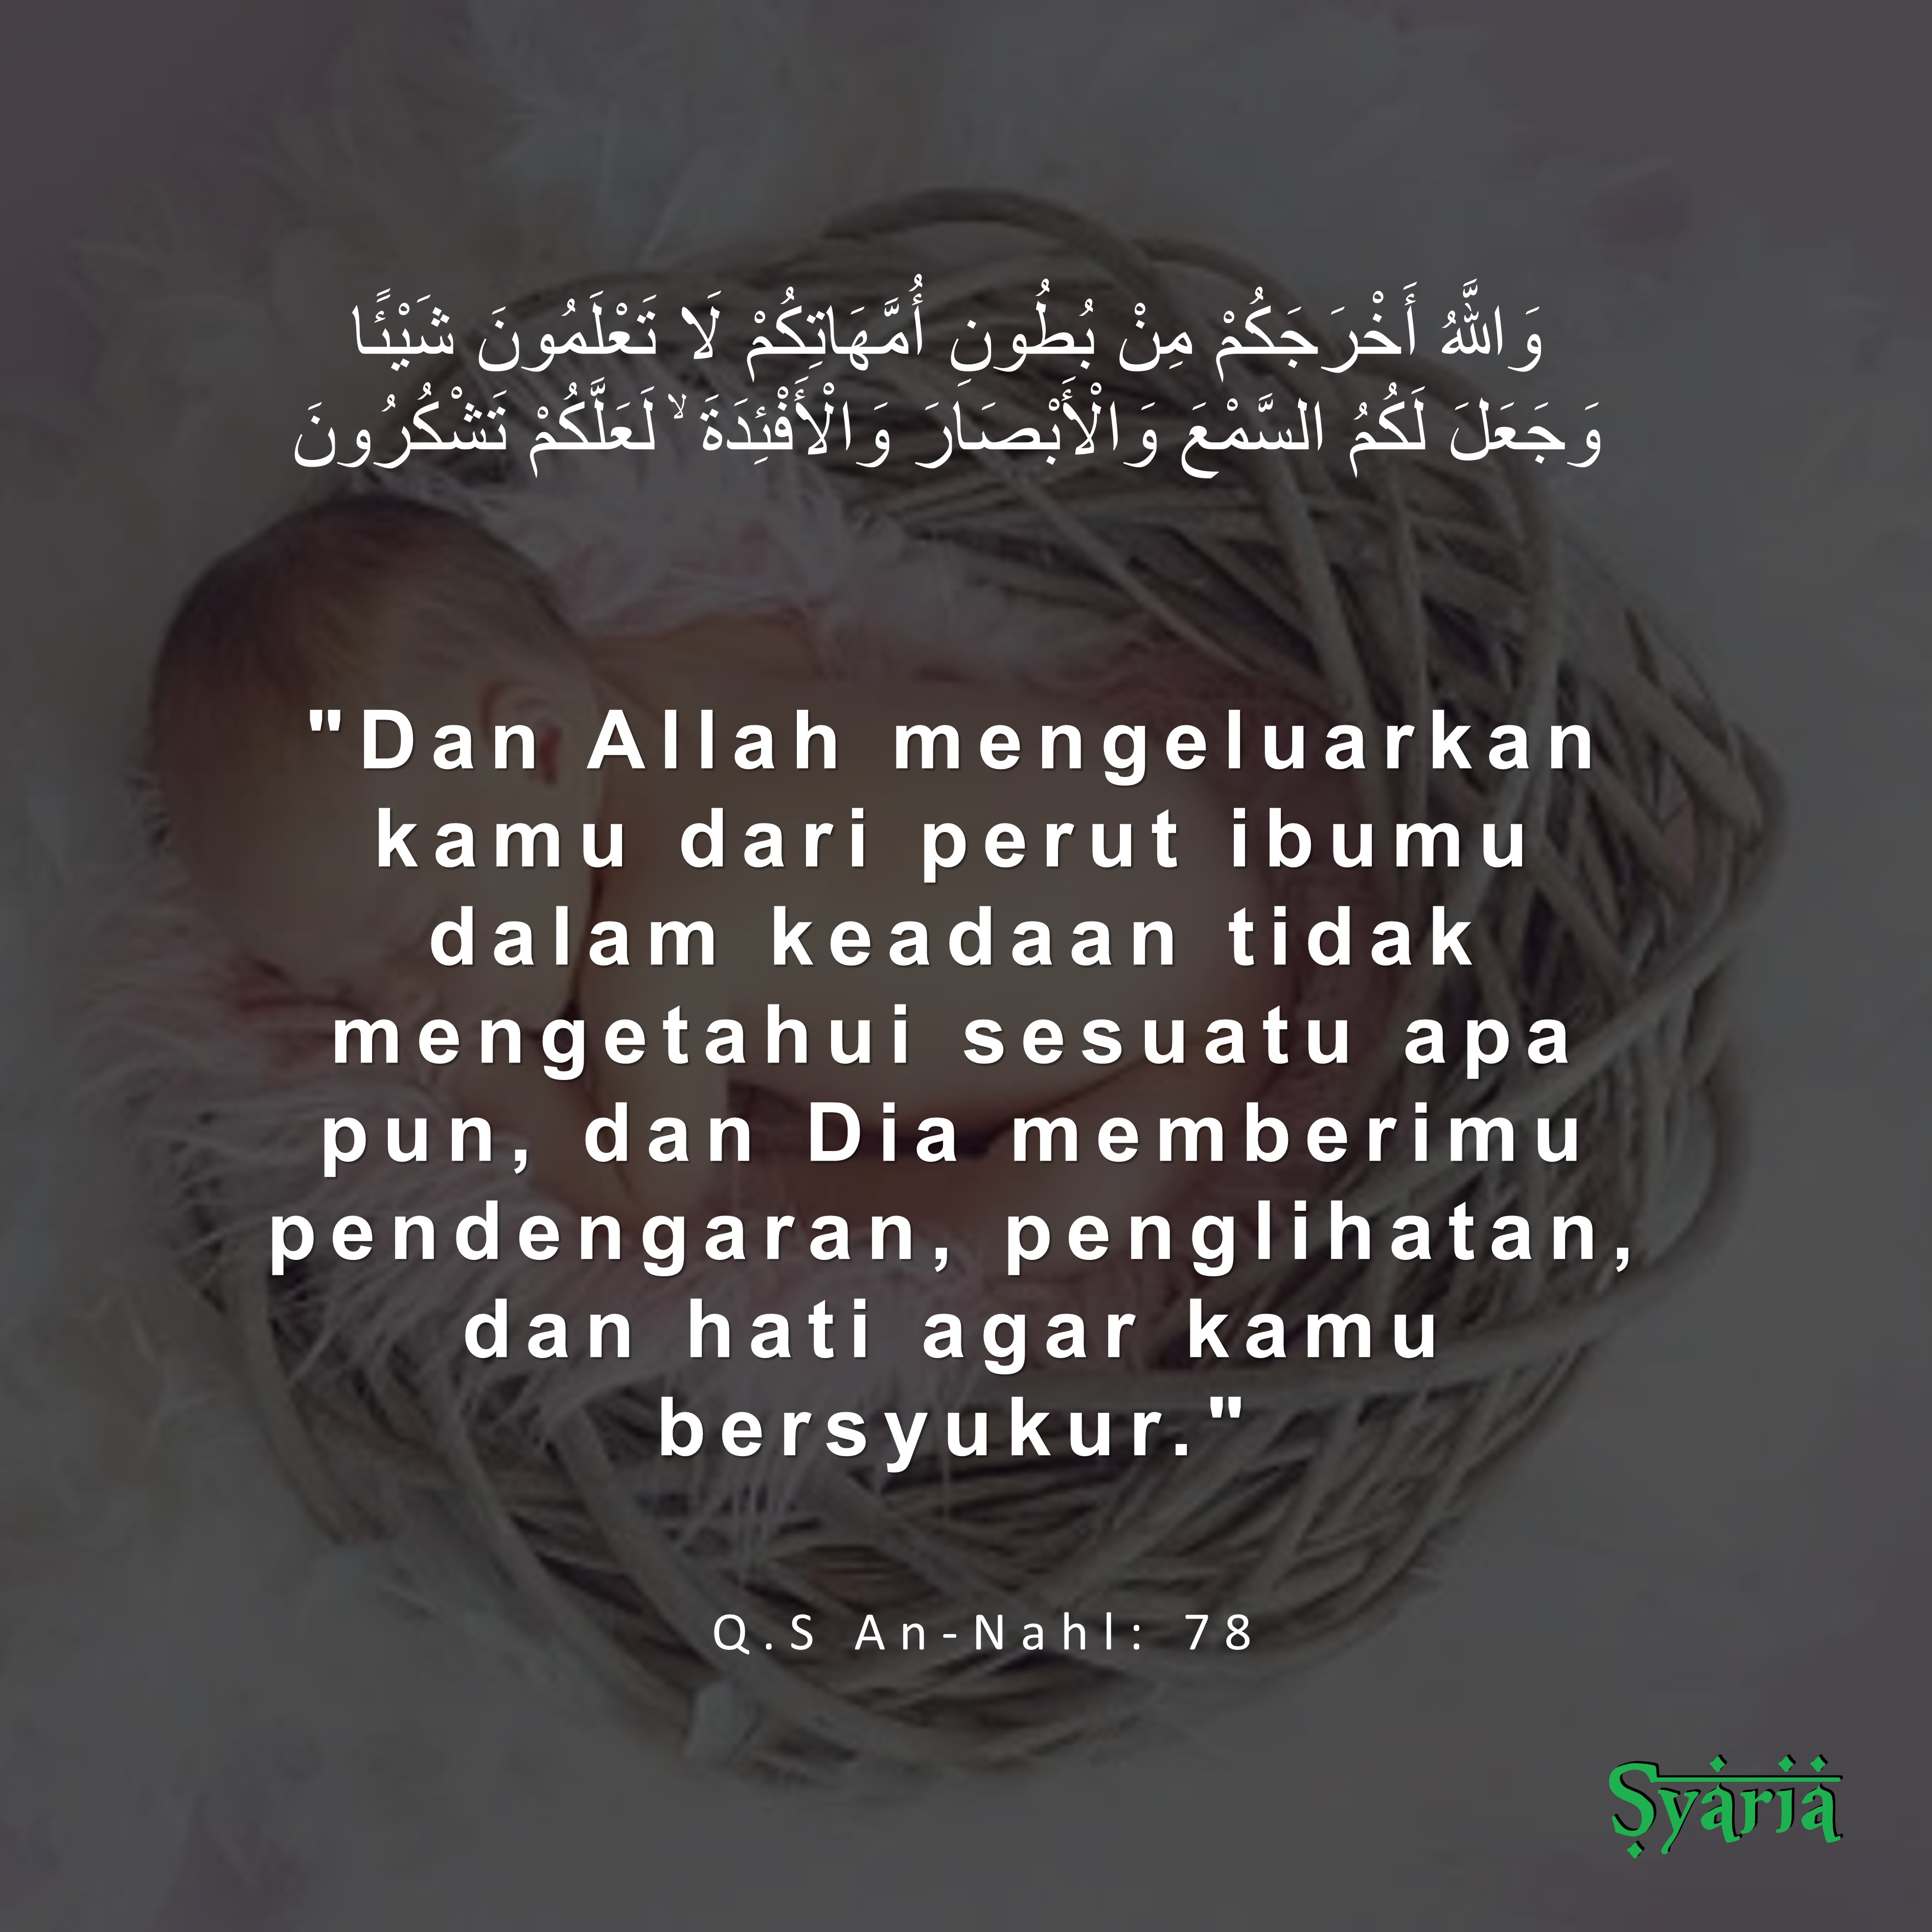 وَاللَّهُ أَخْرَجَكُمْ مِنْ بُطُونِ أُمَّهَاتِكُمْ لَا تَعْلَمُونَ شَيْئًا
وَجَعَلَ لَكُمُ السَّمْعَ وَالْأَبْصَارَ وَالْأَفْئِدَةَ ۙ لَعَلَّكُمْ تَشْكُرُونَ
"Dan Allah mengeluarkan
kamu dari perut ibumu
dalam keadaan tidak
mengetahui sesuatu apa
pun, dan Dia memberimu
pendengaran, penglihatan,
dan hati agar kamu
bersyukur."
Q.S An-Nahl: 78
Syaria